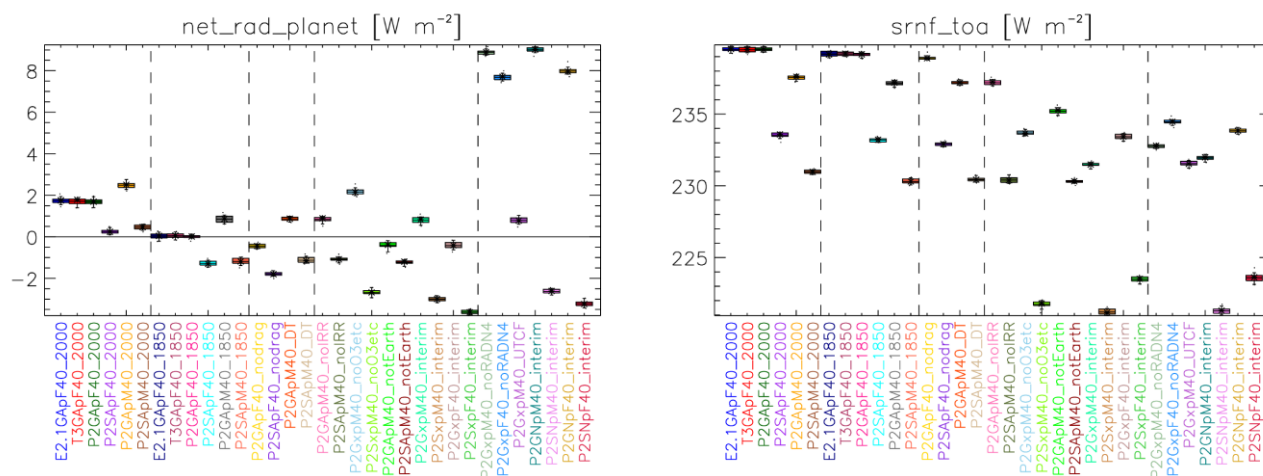 net_rad_planet [W m⁻²]
8
6
4
2
0
−2
E2.1GApF40_2000
T3GApF40_2000
P2GApF40_2000
P2SApF40_2000
P2GApM40_2000
P2SApM40_2000
E2.1GApF40_1850
T3GApF40_1850
P2GApF40_1850
P2SApF40_1850
P2GApM40_1850
P2SApM40_1850
P2GApF40_nodrag
P2SApF40_nodrag
P2GApM40_DT
P2SApM40_DT
P2GApM40_noIRR
P2SApM40_noIRR
P2GxpM40_noO3etc
P2SxpM40_noO3etc
P2GApM40_notEarth
P2SApM40_notEarth
P2GxpM40_interim
P2SxpM40_interim
P2GxpF40_interim
P2SxpF40_interim
P2GxpM40_noRADN4
P2GxpF40_noRADN4
P2GxpM40_UTCF
P2GNpM40_interim
P2SNpM40_interim
P2GNpF40_interim
P2SNpF40_interim
srnf_toa [W m⁻²]
235
230
225
E2.1GApF40_2000
T3GApF40_2000
P2GApF40_2000
P2SApF40_2000
P2GApM40_2000
P2SApM40_2000
E2.1GApF40_1850
T3GApF40_1850
P2GApF40_1850
P2SApF40_1850
P2GApM40_1850
P2SApM40_1850
P2GApF40_nodrag
P2SApF40_nodrag
P2GApM40_DT
P2SApM40_DT
P2GApM40_noIRR
P2SApM40_noIRR
P2GxpM40_noO3etc
P2SxpM40_noO3etc
P2GApM40_notEarth
P2SApM40_notEarth
P2GxpM40_interim
P2SxpM40_interim
P2GxpF40_interim
P2SxpF40_interim
P2GxpM40_noRADN4
P2GxpF40_noRADN4
P2GxpM40_UTCF
P2GNpM40_interim
P2SNpM40_interim
P2GNpF40_interim
P2SNpF40_interim